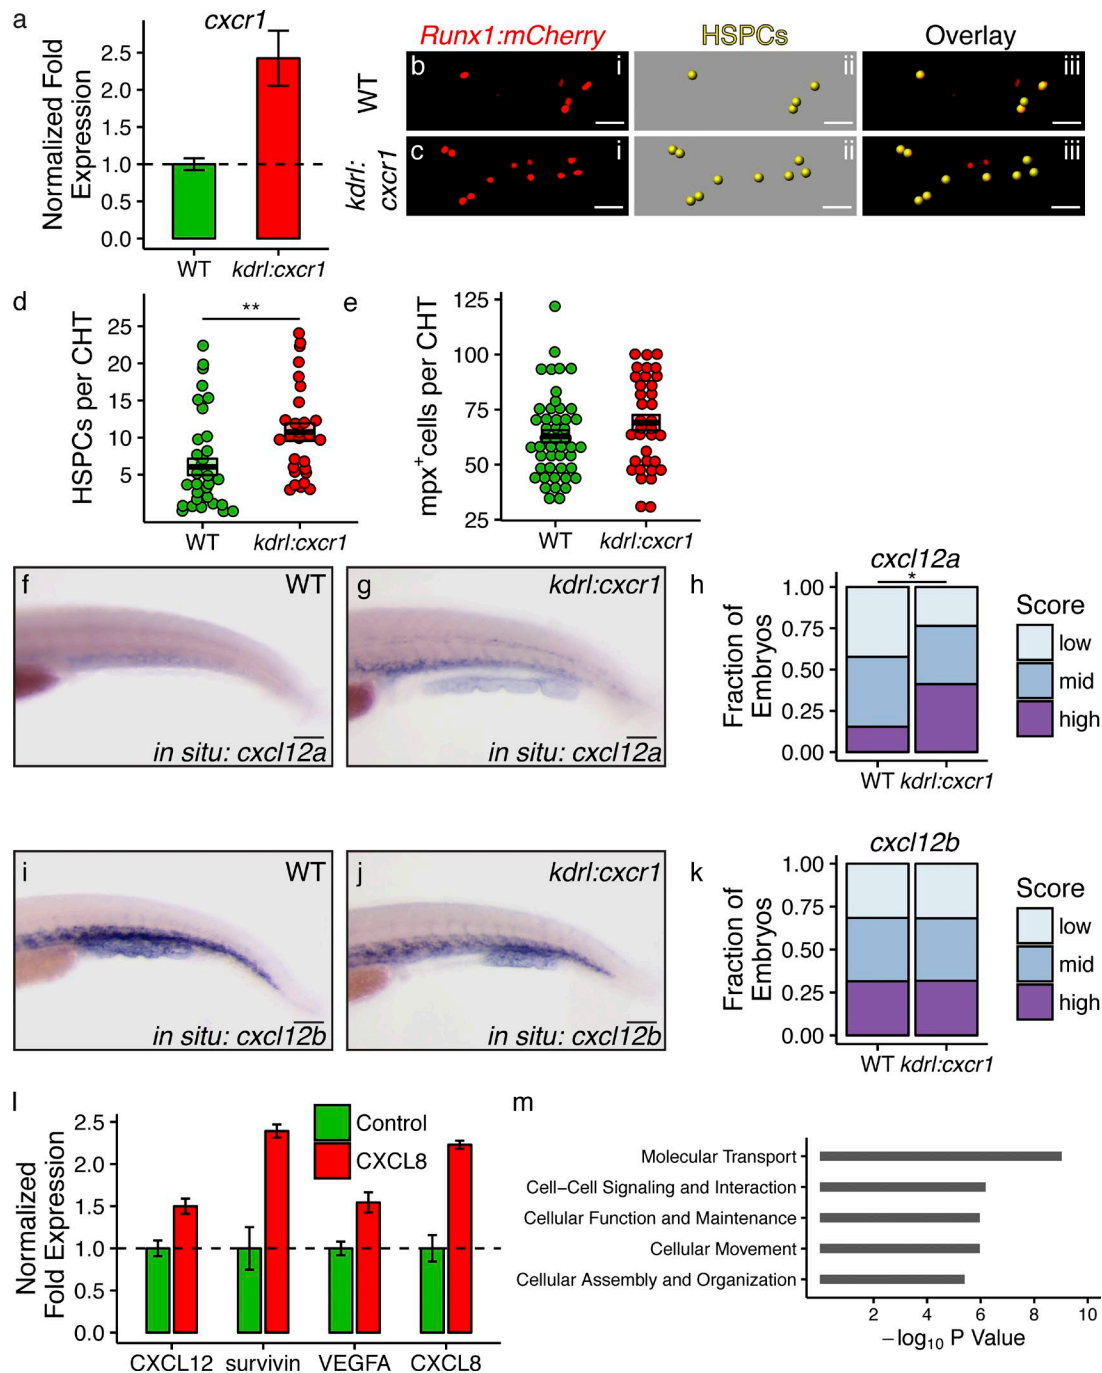 a
cxcr1
Normalized Fold
Expression
2.5
2.0
1.5
1.0
0.5
0.0
WT
kdrl:cxcr1
Runx1:mCherry
HSPCs
Overlay
WT
b
i
ii
iii
kdrl:
cxcr1
c
i
ii
iii
d
HSPCs per CHT
**
25
20
15
10
5
WT
kdrl:cxcr1
e
mpx+cells per CHT
125
100
75
50
25
WT
kdrl:cxcr1
f
WT
in situ: cxcl12a
g
kdrl:cxcr1
in situ: cxcl12a
h
cxcl12a
*
Fraction of
Embryos
1.00
0.75
0.50
0.25
0.00
WT
kdrl:cxcr1
Score
low
mid
high
i
WT
in situ: cxcl12b
j
kdrl:cxcr1
in situ: cxcl12b
k
cxcl12b
Fraction of
Embryos
1.00
0.75
0.50
0.25
0.00
WT
kdrl:cxcr1
Score
low
mid
high
l
Normalized
Fold Expression
2.5
2.0
1.5
1.0
0.5
0.0
Control
CXCL8
CXCL12
survivin
VEGFA
CXCL8
m
Molecular Transport
Cell−Cell Signaling and Interaction
Cellular Function and Maintenance
Cellular Movement
Cellular Assembly and Organization
2
4
6
8
10
−log10 P Value